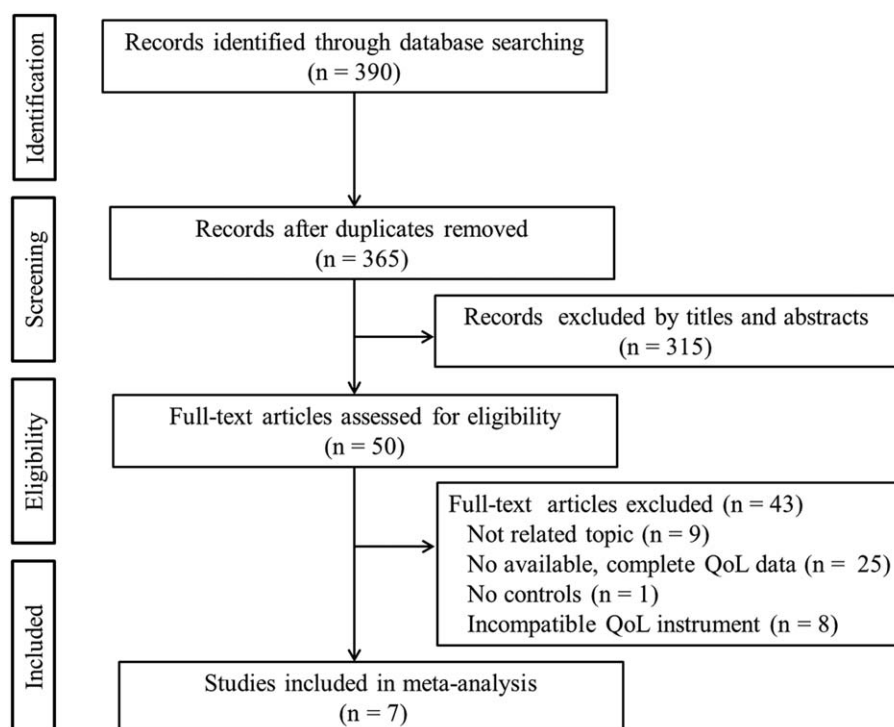 Identification
Records identified through database searching
(n = 390)
Screening
Records after duplicates removed
(n = 365)
Records excluded by titles and abstracts
(n = 315)
Eligibility
Full-text articles assessed for eligibility
(n = 50)
Full-text articles excluded (n = 43)
Not related topic (n = 9)
No available, complete QoL data (n = 25)
No controls (n = 1)
Incompatible QoL instrument (n = 8)
Included
Studies included in meta-analysis
(n = 7)